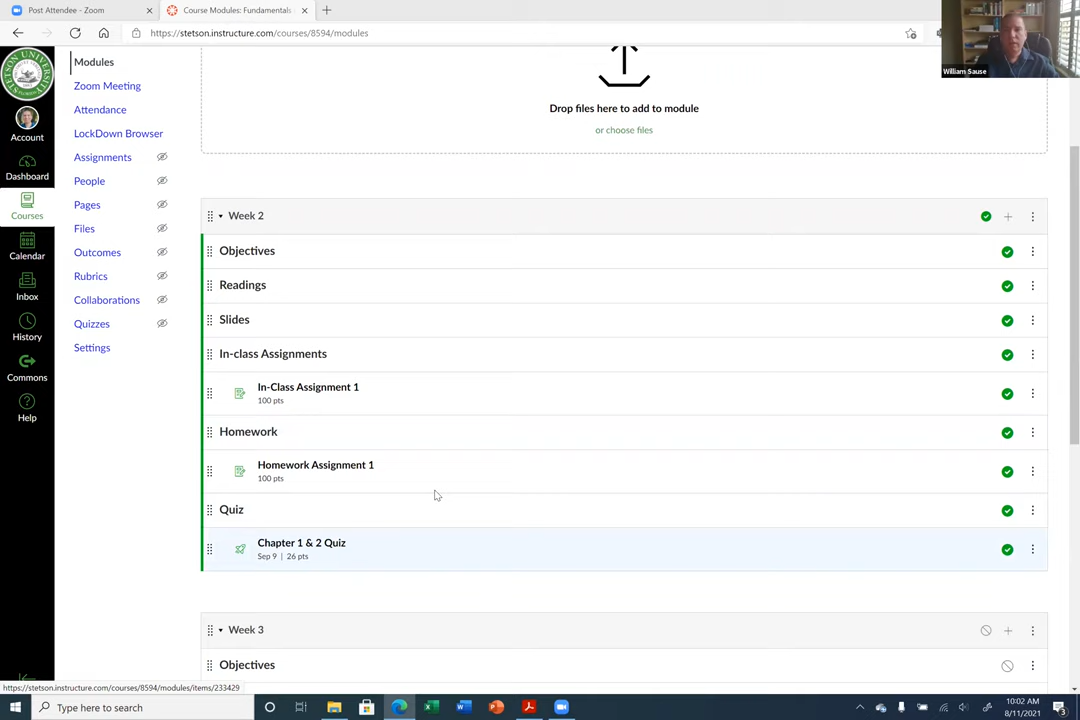 Post Attendee - Zoom
Course Modules: Fundamentals
https://stetson.instructure.com/courses/8594/modules
William Sause
STETSON UNIVERSITY
Account
Dashboard
Courses
Calendar
Inbox
History
Commons
Help
Modules
Zoom Meeting
Attendance
LockDown Browser
Assignments
People
Pages
Files
Outcomes
Rubrics
Collaborations
Quizzes
Settings
Drop files here to add to module
or choose files
Week 2
Objectives
Readings
Slides
In-class Assignments
In-Class Assignment 1
100 pts
Homework
Homework Assignment 1
100 pts
Quiz
Chapter 1 & 2 Quiz
Sep 9 | 26 pts
Week 3
Objectives
https://stetson.instructure.com/courses/8594/modules/items/233429
Type here to search
10:02 AM
8/11/2021
3